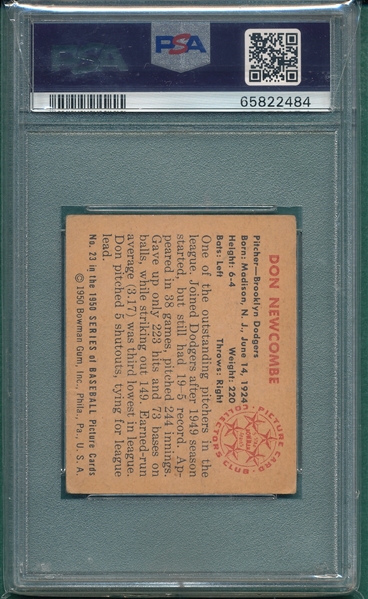 PSA
65822484
DON NEWCOMBE
Pitcher—Brooklyn Dodgers
Born: Madison, N. J., June 14, 1924
Height: 6-4 Weight: 220
Bats: Left Throws: Right
One of the outstanding pitchers in the
league. Joined Dodgers after 1949 season
started, but still had 19-5 record. Ap-
peared in 38 games, pitched 244 innings.
Gave up only 223 hits and 73 bases on
balls, while striking out 149. Earned-run
average (3.17) was third lowest in league.
Don pitched 5 shutouts, tying for league
lead.
No. 23 in the 1950 SERIES of BASEBALL Picture Cards
© 1950 Bowman Gum, Inc., Phila., Pa., U. S. A.
PICTURE CARD
COLLECTORS CLUB